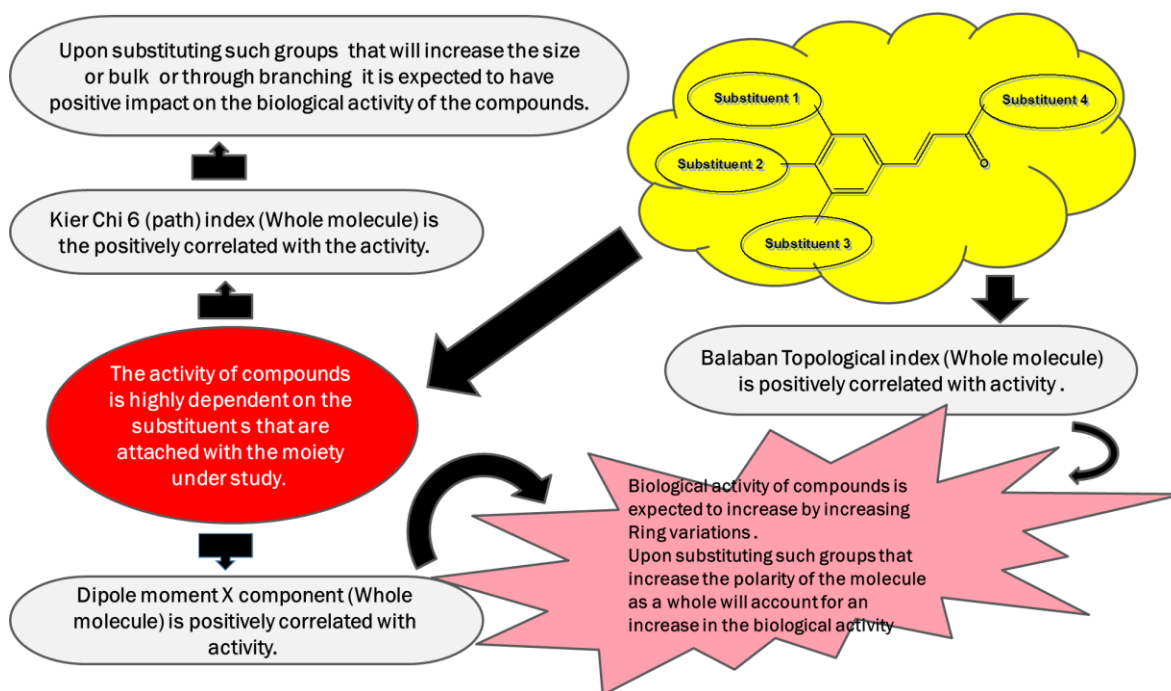 Upon substituting such groups that will increase the size
or bulk or through branching it is expected to have
positive impact on the biological activity of the compounds.
Substituent 1
Substituent 4
Substituent 2
O
Substituent 3
Kier Chi 6 (path) index (Whole molecule) is
the positively correlated with the activity.
The activity of compounds
is highly dependent on the
substituent s that are
attached with the moiety
under study.
Balaban Topological index (Whole molecule)
is positively correlated with activity .
Biological activity of compounds is
expected to increase by increasing
Ring variations .
Upon substituting such groups that
increase the polarity of the molecule
as a whole will account for an
increase in the biological activity
Dipole moment X component (Whole
molecule) is positively correlated with
activity.